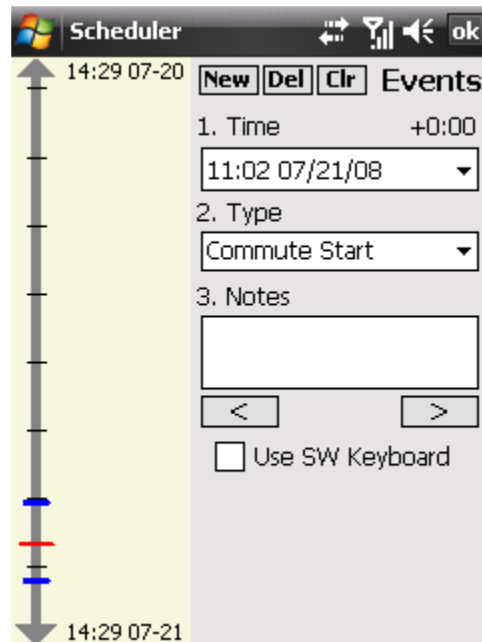 Scheduler
ok
14:29 07-20
New Del Clr Events
1. Time +0:00
11:02 07/21/08
2. Type
Commute Start
3. Notes
< >
Use SW Keyboard
14:29 07-21